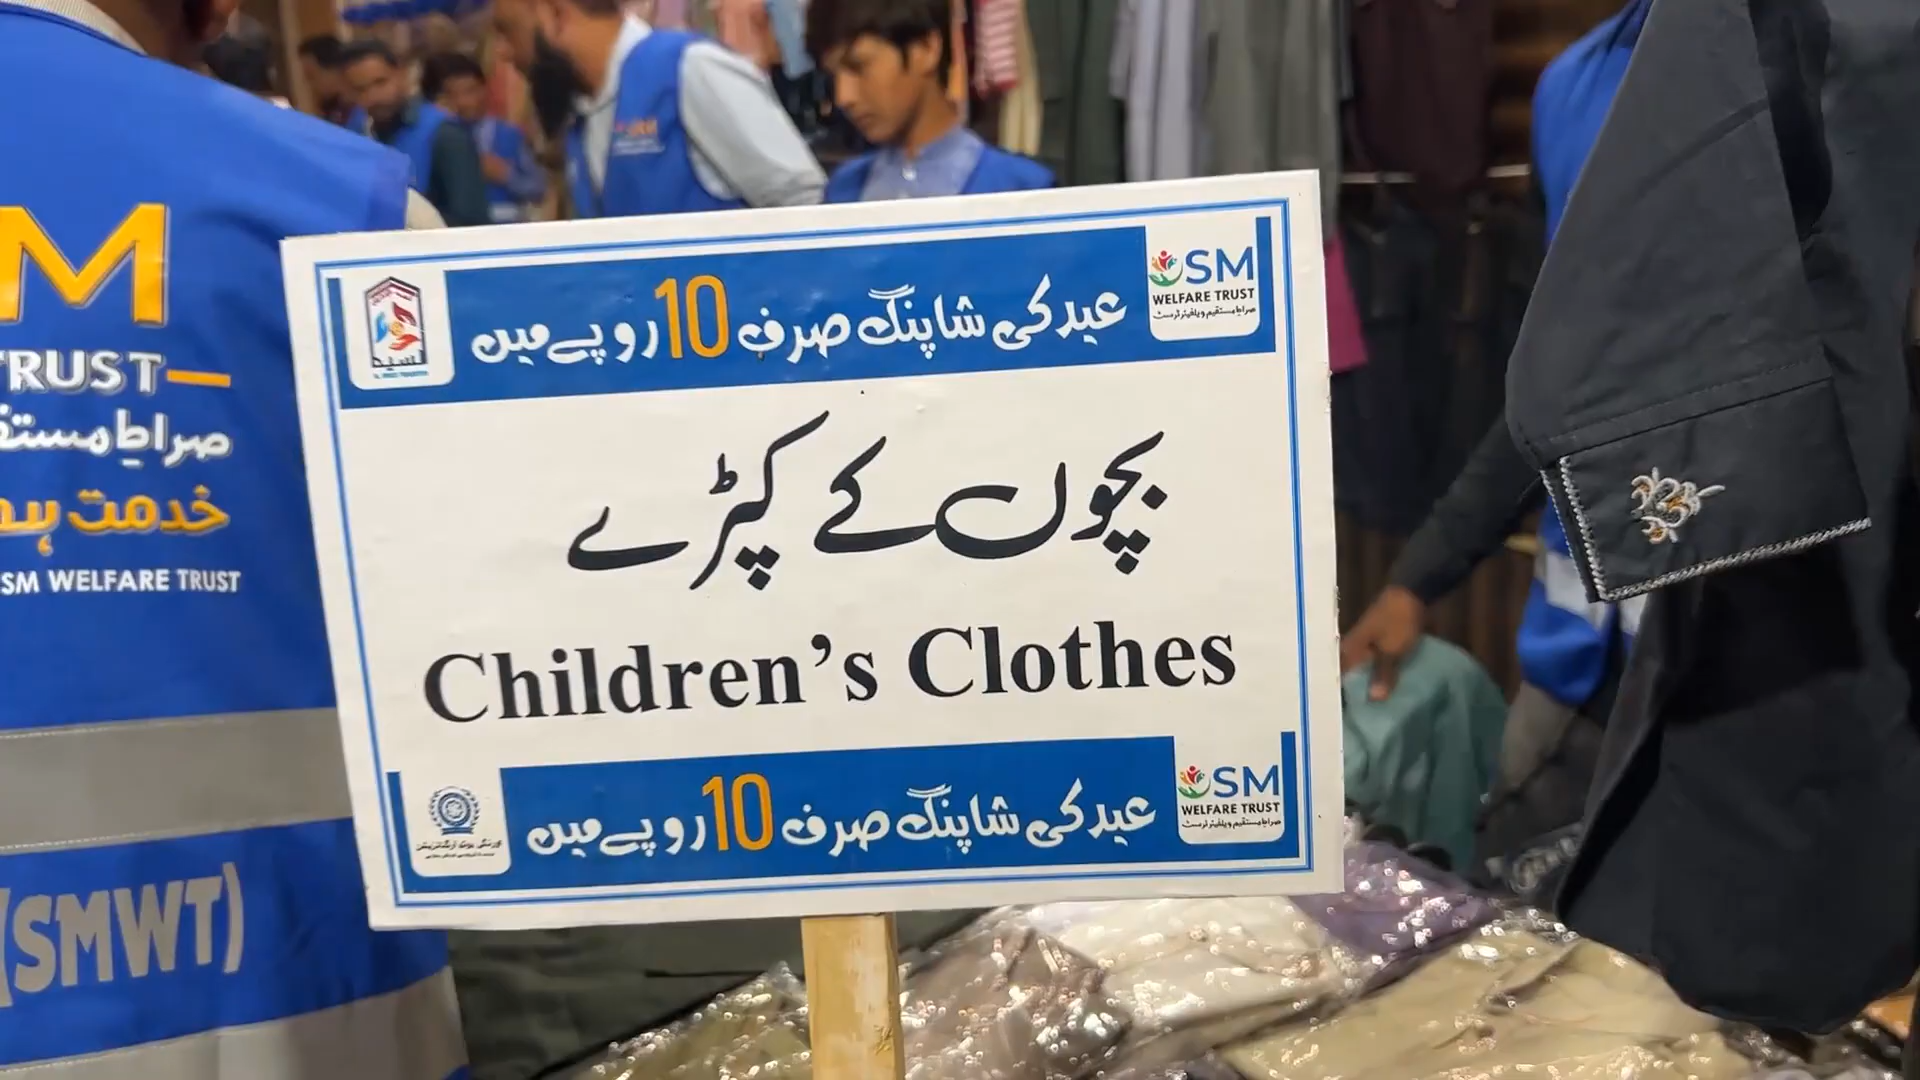 عید کی شاپنگ صرف 10 روپے میں
SM
WELFARE TRUST
صراطِ مستقیم ویلفیئر ٹرسٹ
بچوں کے کپڑے
Children's Clothes
عید کی شاپنگ صرف 10 روپے میں
SM
WELFARE TRUST
صراطِ مستقیم ویلفیئر ٹرسٹ
M
TRUST
صراطِ
خدمت
SM WELFARE TRUST
(SMWT)